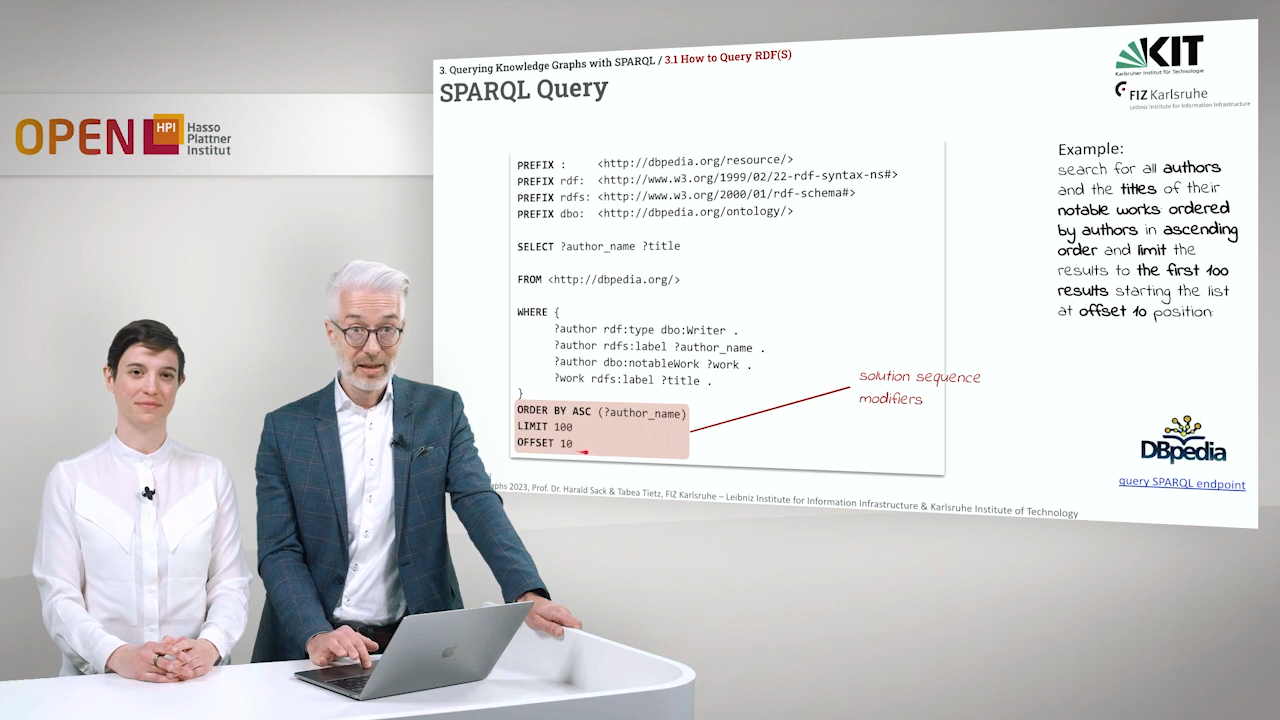 3. Querying Knowledge Graphs with SPARQL / 3.1 How to Query RDF(S)
SPARQL Query
KIT
Karlsruher Institut für Technologie
FIZ Karlsruhe
Leibniz Institute for Information Infrastructure
OPEN HPI
Hasso
Plattner
Institut
PREFIX : <http://dbpedia.org/resource/>
PREFIX rdf: <http://www.w3.org/1999/02/22-rdf-syntax-ns#>
PREFIX rdfs: <http://www.w3.org/2000/01/rdf-schema#>
PREFIX dbo: <http://dbpedia.org/ontology/>
SELECT ?author_name ?title
FROM <http://dbpedia.org/>
WHERE {
?author rdf:type dbo:Writer .
?author rdfs:label ?author_name .
?author dbo:notableWork ?work .
?work rdfs:label ?title .
}
ORDER BY ASC (?author_name)
LIMIT 100
OFFSET 10
solution sequence
modifiers
Example:
search for all authors
and the titles of their
notable works ordered
by authors in ascending
order and limit the
results to the first 100
results starting the list
at offset 10 position:
DBpedia
query SPARQL endpoint
2023, Prof. Dr. Harald Sack & Tabea Tietz, FIZ Karlsruhe – Leibniz Institute for Information Infrastructure & Karlsruhe Institute of Technology